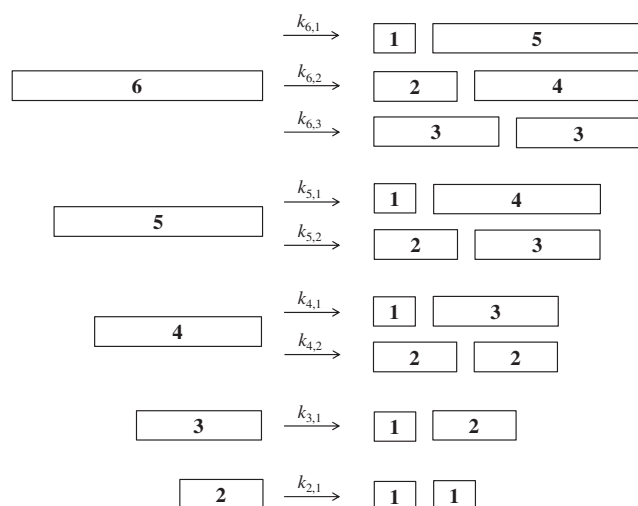 k6,1 1 5
6 k6,2 2 4
k6,3 3 3
k5,1 1 4
5 k5,2 2 3
k4,1 1 3
4 k4,2 2 2
3 k3,1 1 2
2 k2,1 1 1